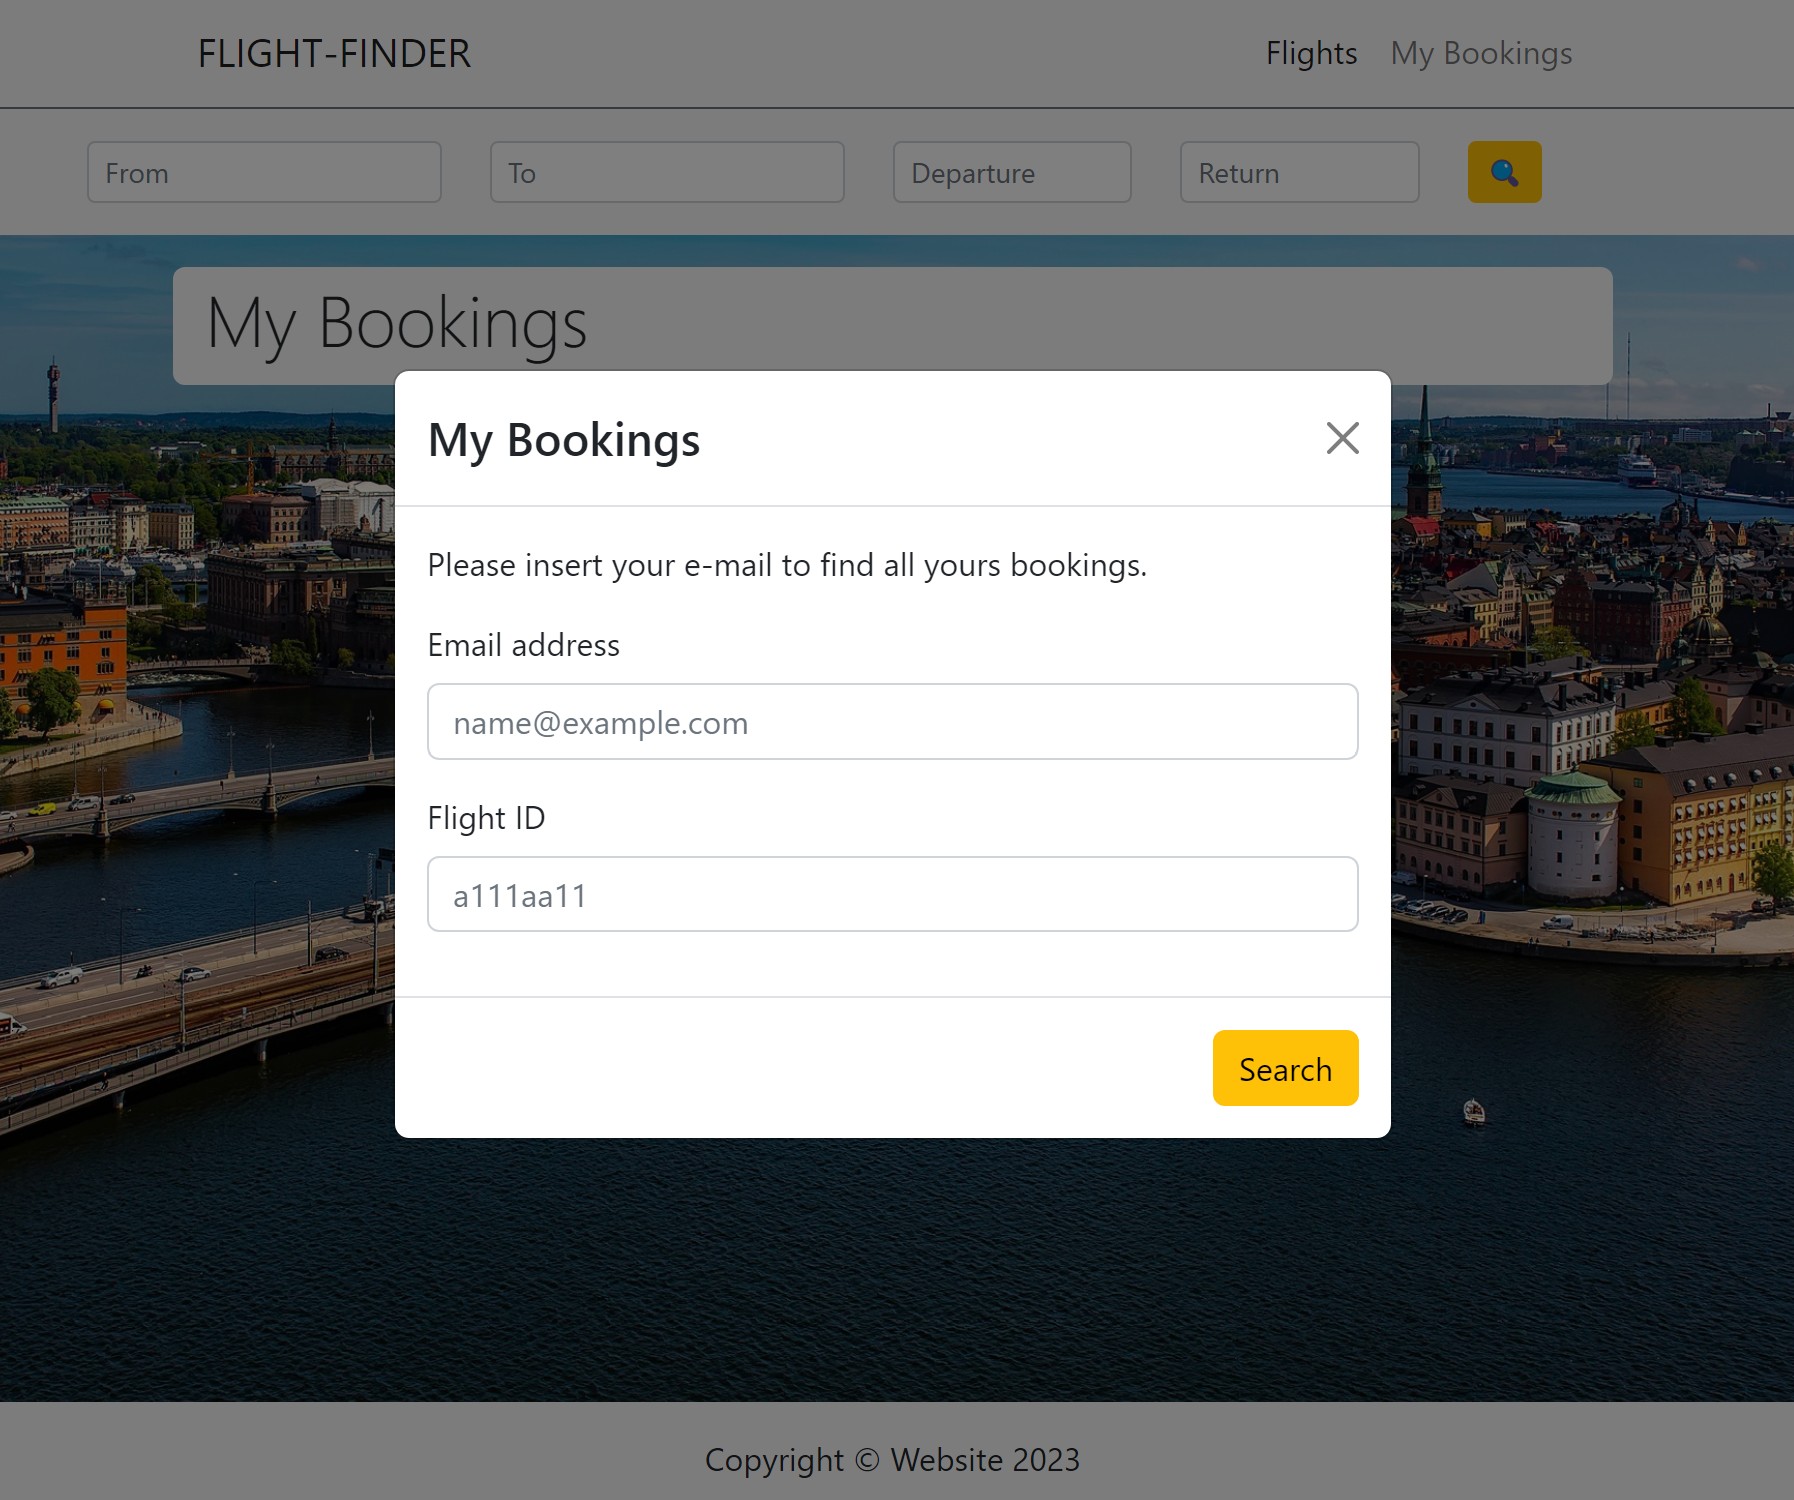 FLIGHT-FINDER
Flights My Bookings
From To Departure Return
My Bookings
My Bookings
Please insert your e-mail to find all yours bookings.
Email address
name@example.com
Flight ID
a111aa11
Search
Copyright © Website 2023